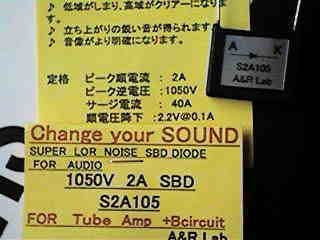 ♪ 低域がしまり、高域がクリアーになります
♪ 立ち上がりの鋭い音が得られます
♪ 音像がより明確になります。
定格 ピーク順電流 : 2A
ピーク逆電圧 : 1050V
サージ電流 : 40A
順電圧降下 : 2.2V@0.1A
A K
S2A105
A&R Lab
Change your SOUND
SUPER LOR NOISE SBD DIODE
FOR AUDIO
1050V 2A SBD
S2A105
FOR Tube Amp +Bcircuit
A&R Lab